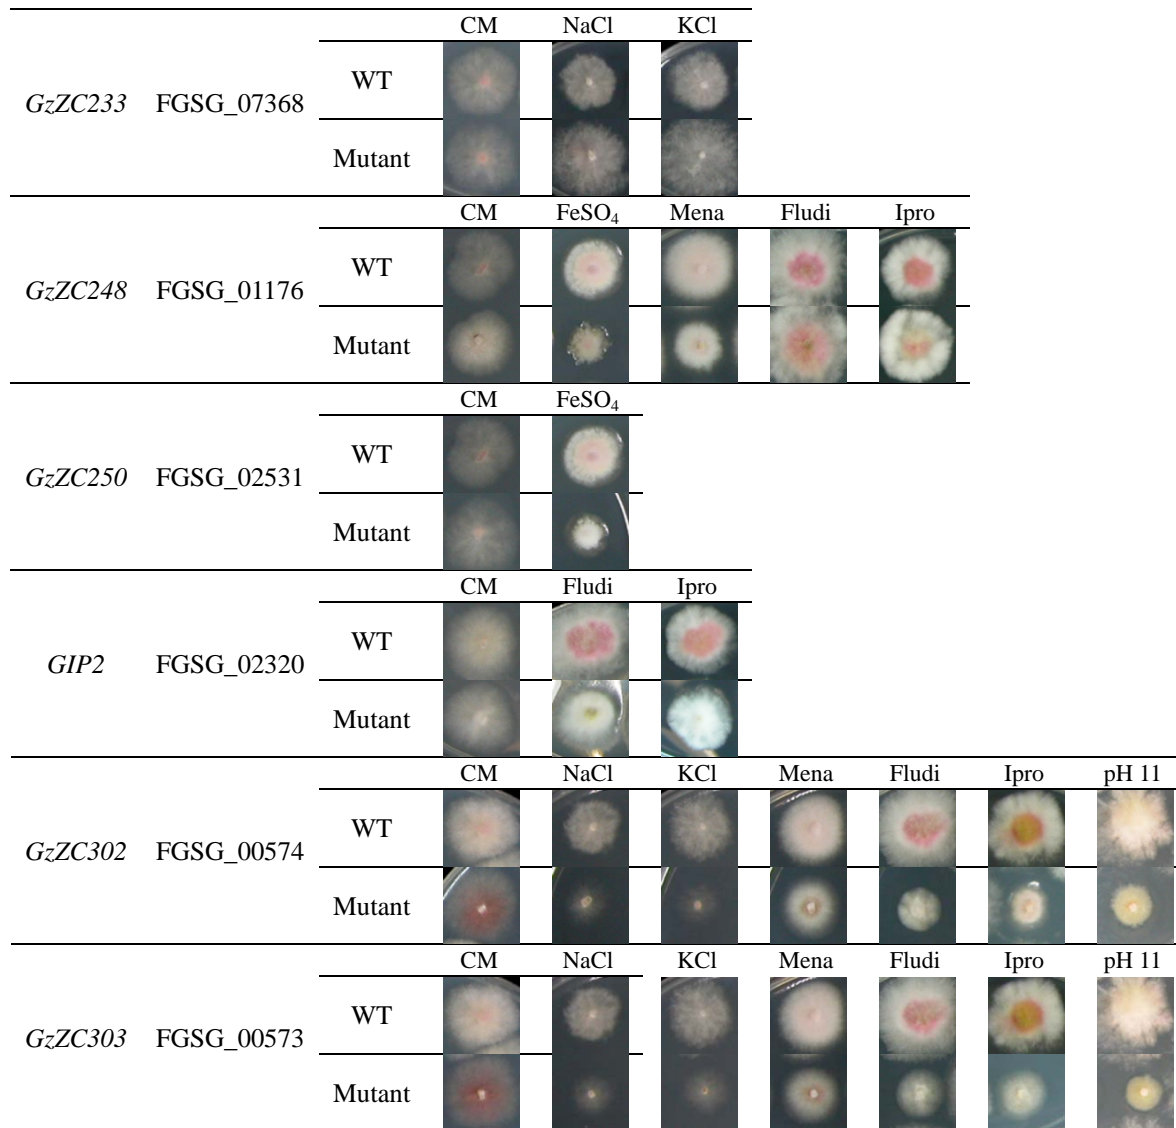 CM NaCl KCl
WT
GzZC233 FGSG_07368
Mutant
CM FeSO₄ Mena Fludi Ipro
WT
GzZC248 FGSG_01176
Mutant
CM FeSO₄
WT
GzZC250 FGSG_02531
Mutant
CM Fludi Ipro
WT
GIP2 FGSG_02320
Mutant
CM NaCl KCl Mena Fludi Ipro pH 11
WT
GzZC302 FGSG_00574
Mutant
CM NaCl KCl Mena Fludi Ipro pH 11
WT
GzZC303 FGSG_00573
Mutant